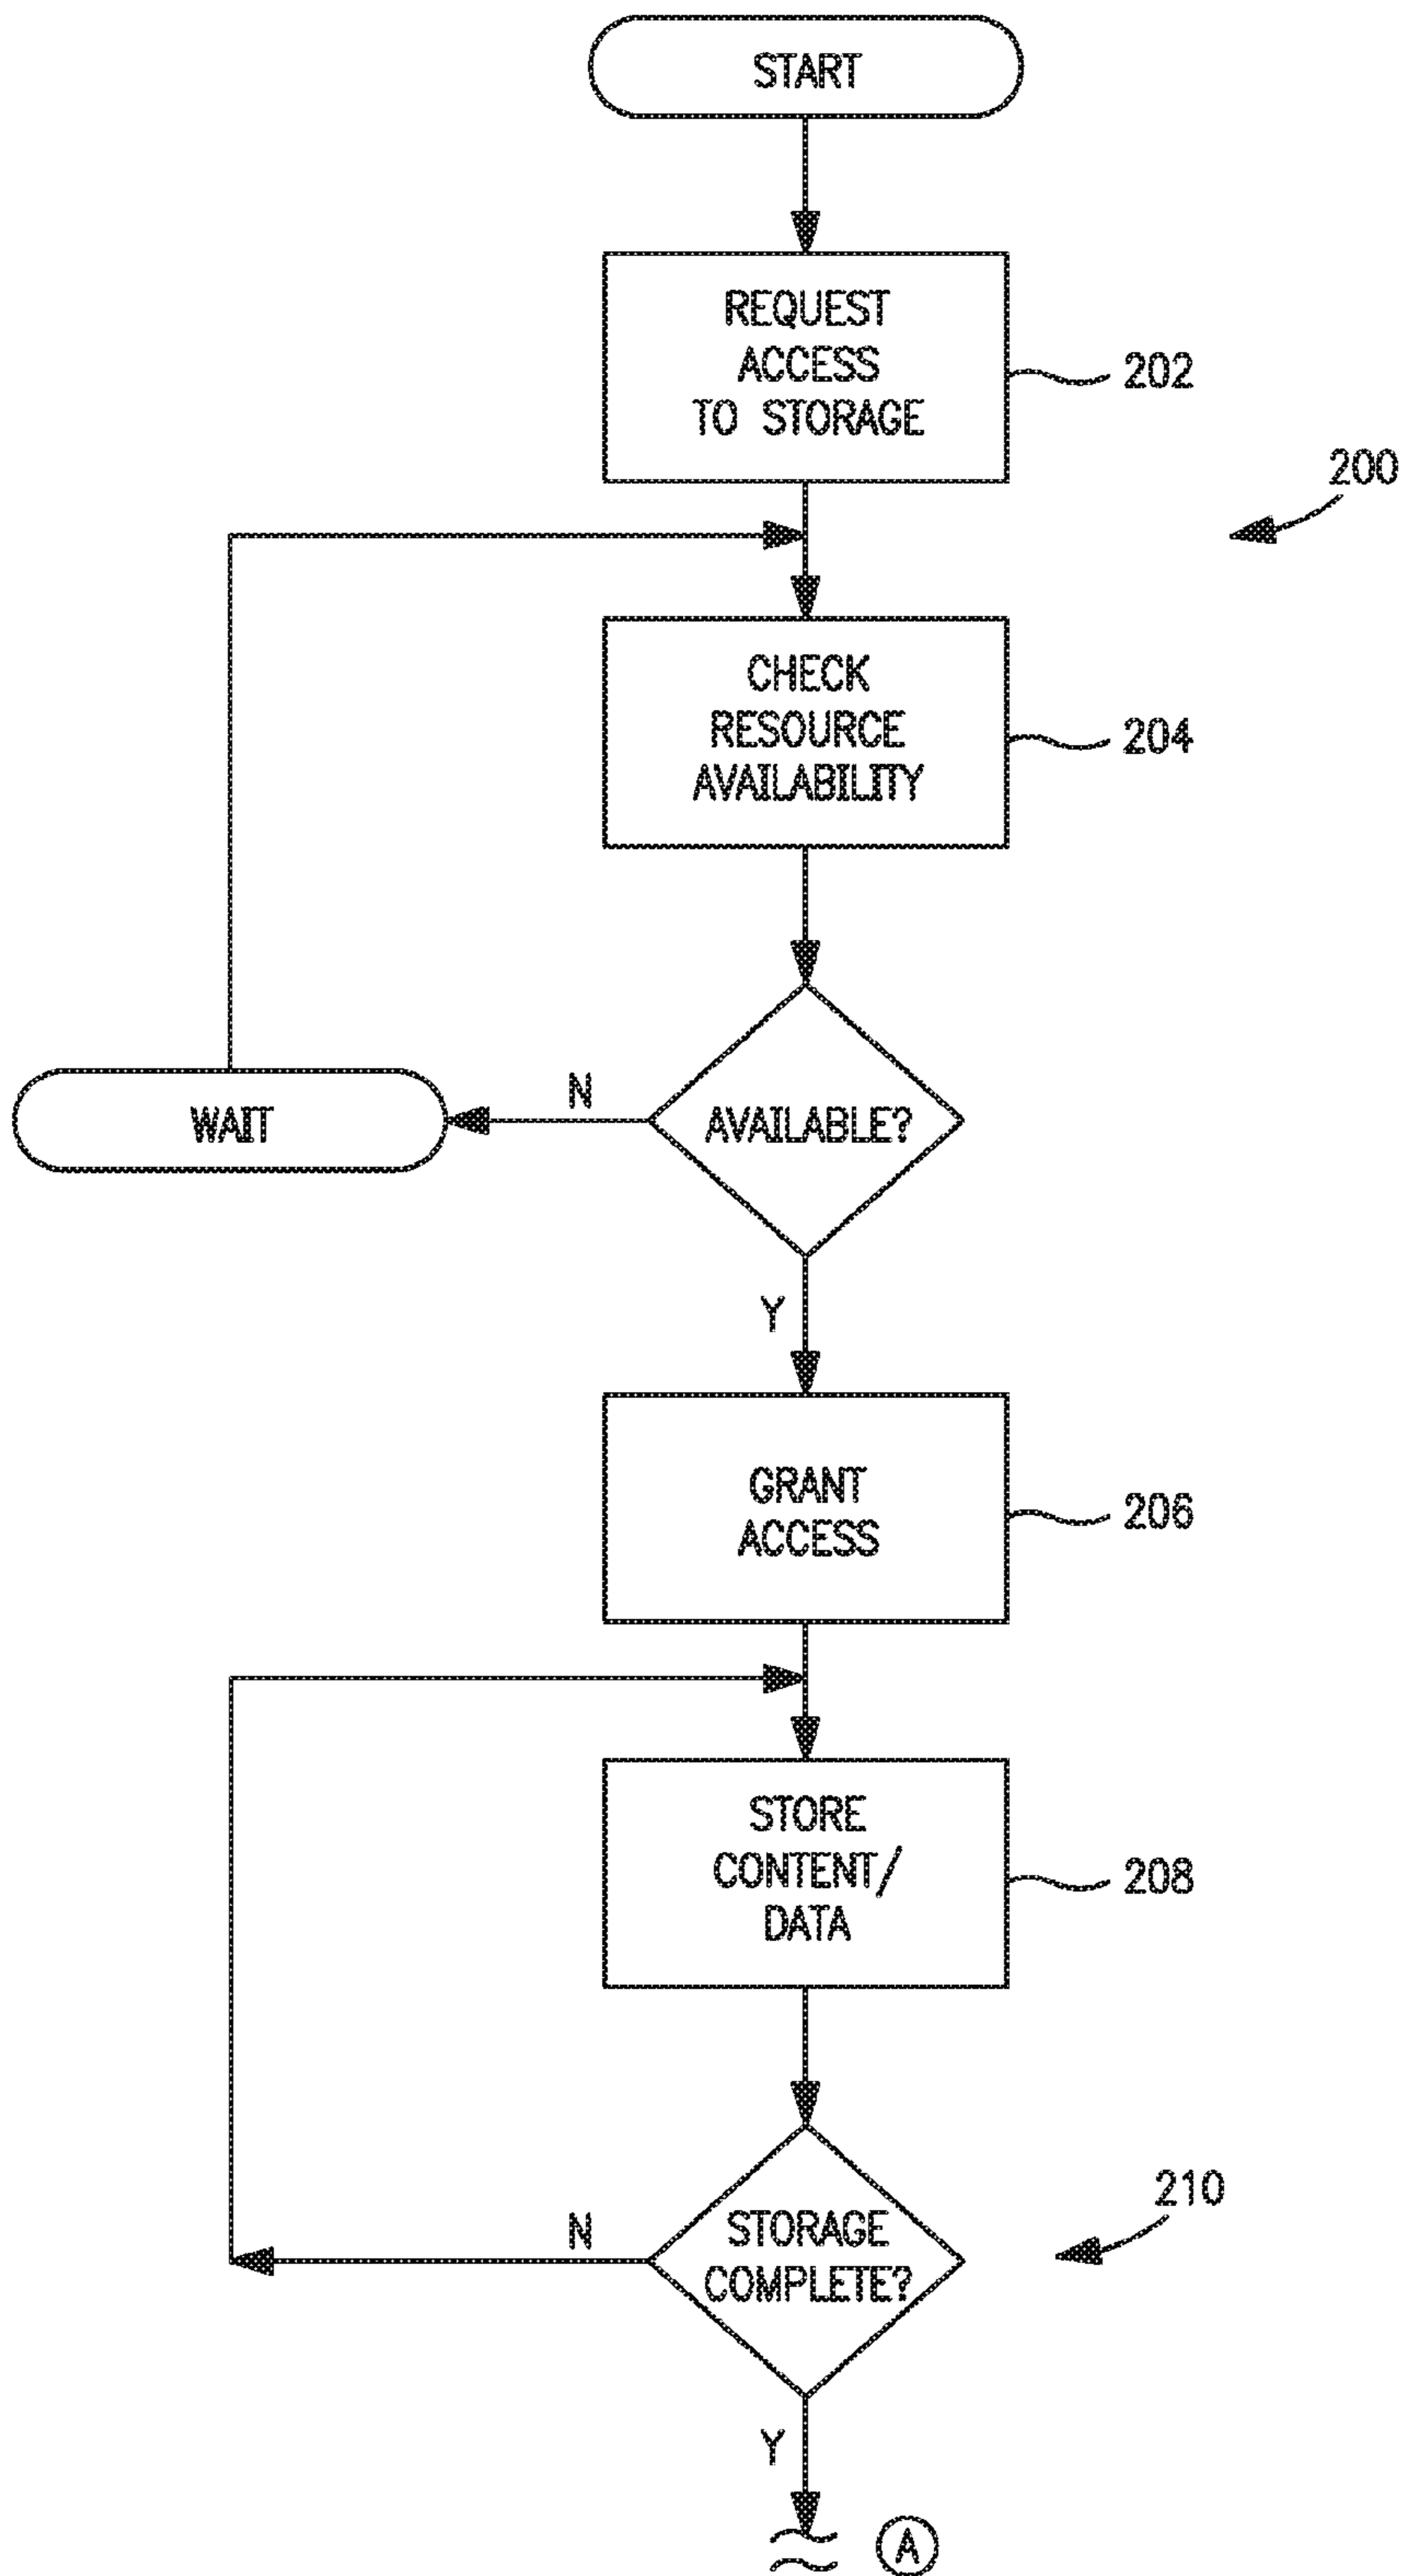 START
REQUEST
ACCESS
TO STORAGE
202
200
CHECK
RESOURCE
AVAILABILITY
204
N
WAIT
AVAILABLE?
Y
GRANT
ACCESS
206
STORE
CONTENT/
DATA
208
210
N
STORAGE
COMPLETE?
Y
A